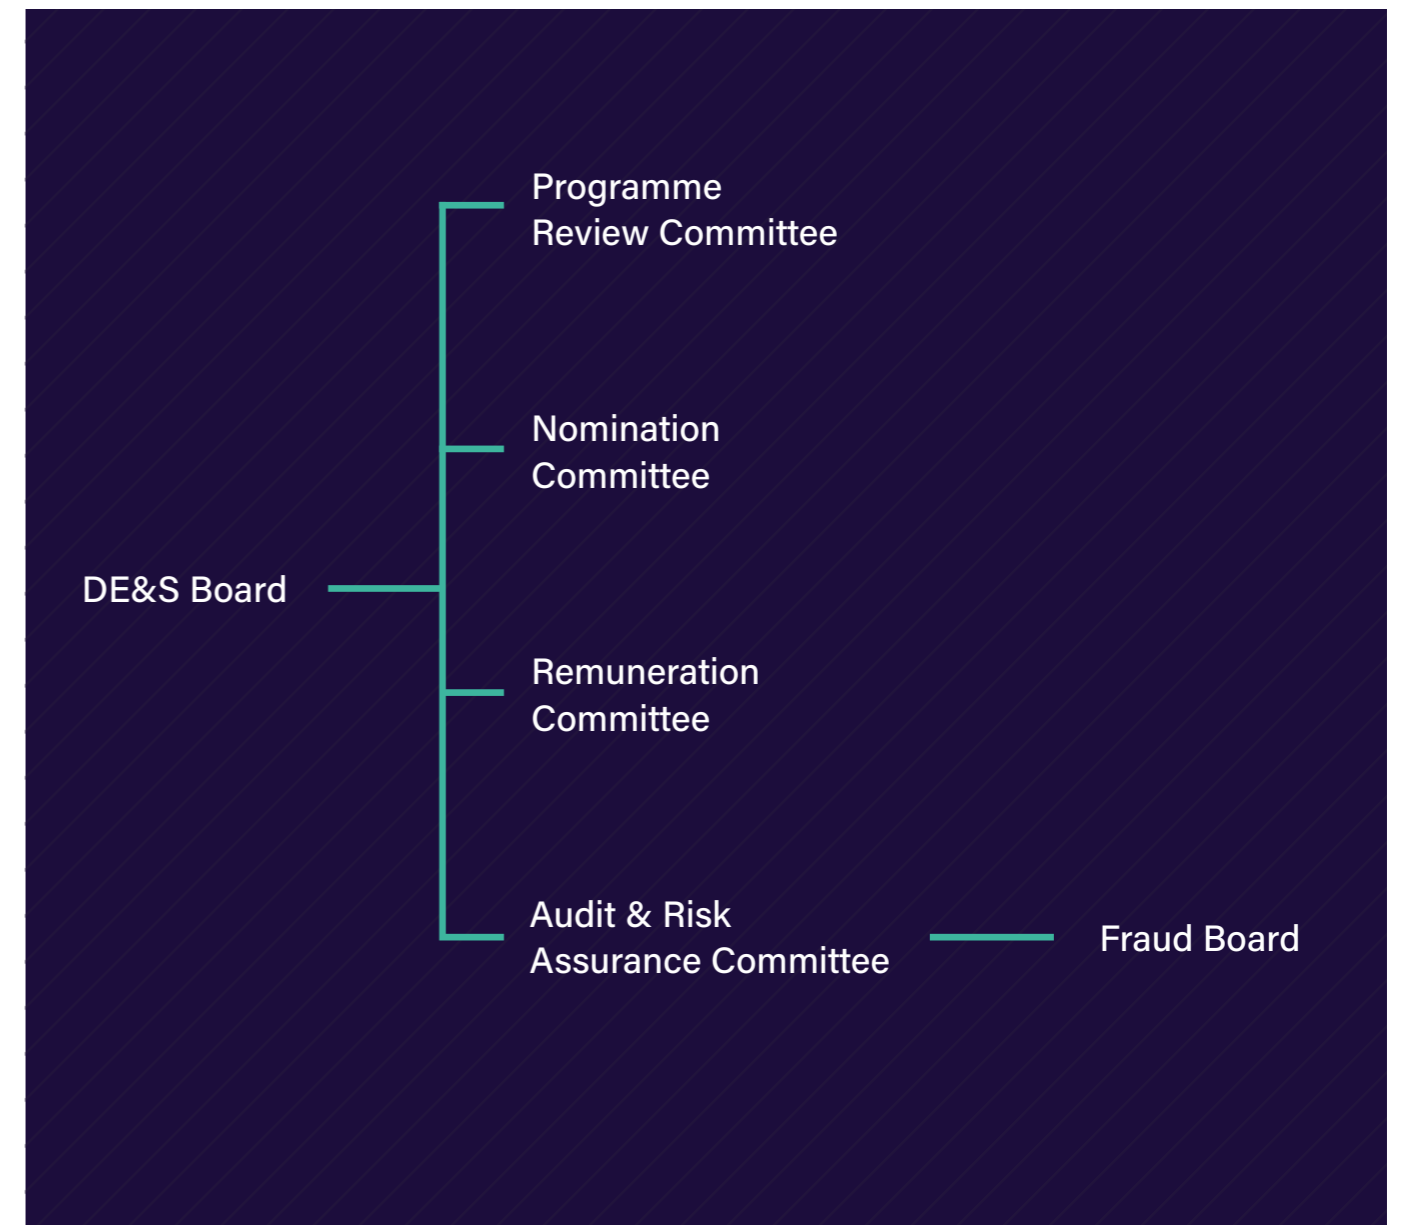 Programme
Review Committee
Nomination
Committee
DE&S Board
Remuneration
Committee
Audit & Risk
Assurance Committee
Fraud Board